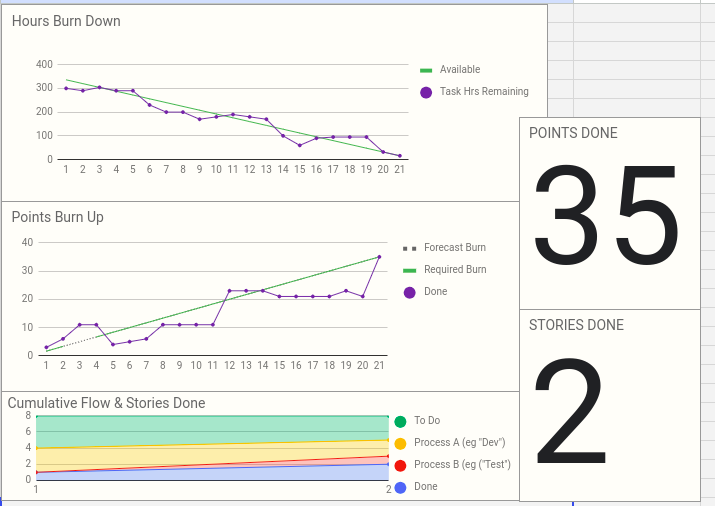 Hours Burn Down
400
300
200
100
0
1 2 3 4 5 6 7 8 9 10 11 12 13 14 15 16 17 18 19 20 21
Available
Task Hrs Remaining
POINTS DONE
35
Points Burn Up
40
30
20
10
0
1 2 3 4 5 6 7 8 9 10 11 12 13 14 15 16 17 18 19 20 21
Forecast Burn
Required Burn
Done
STORIES DONE
2
Cumulative Flow & Stories Done
8
6
4
2
0
1 2
To Do
Process A (eg "Dev")
Process B (eg ("Test")
Done